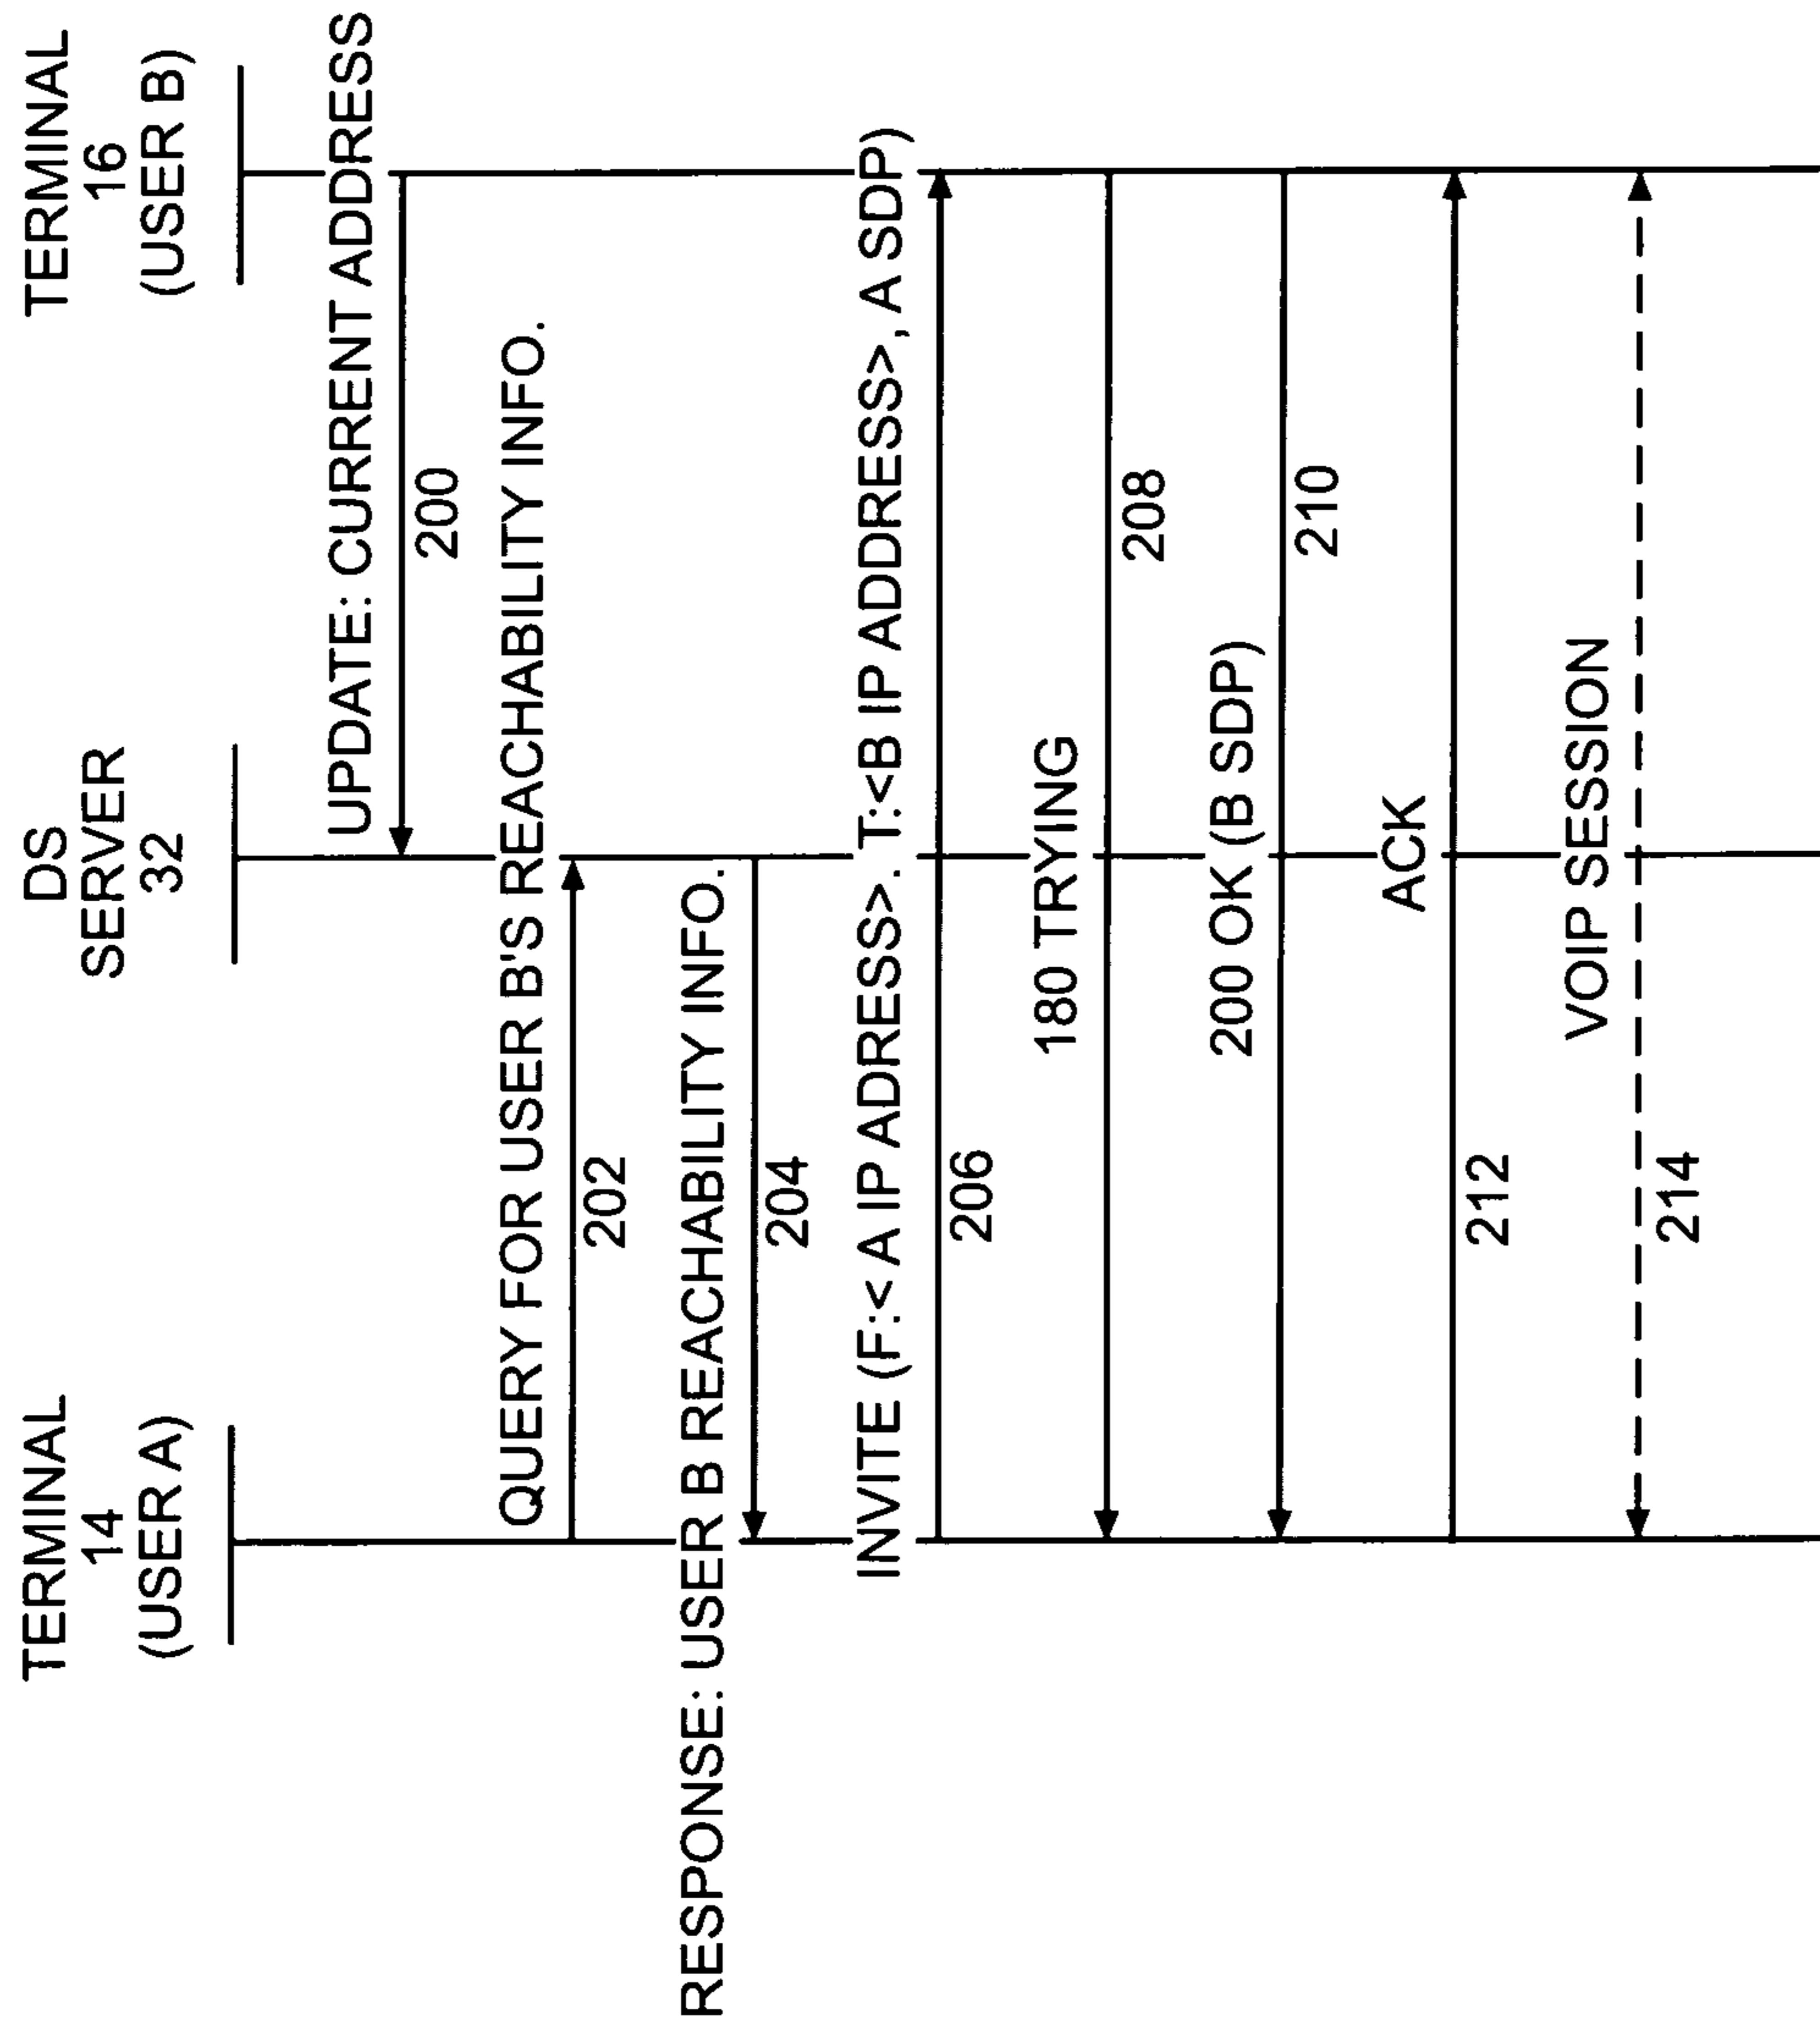 TERMINAL
14
(USER A)
DS
SERVER
32
TERMINAL
16
(USER B)
UPDATE: CURRENT ADDRESS
200
QUERY FOR USER B'S REACHABILITY INFO.
202
RESPONSE: USER B REACHABILITY INFO.
204
INVITE (F:< A IP ADRESS>. T:<B IP ADDRESS>, A SDP)
206
180 TRYING
208
200 OK (B SDP)
210
ACK
212
VOIP SESSION
214